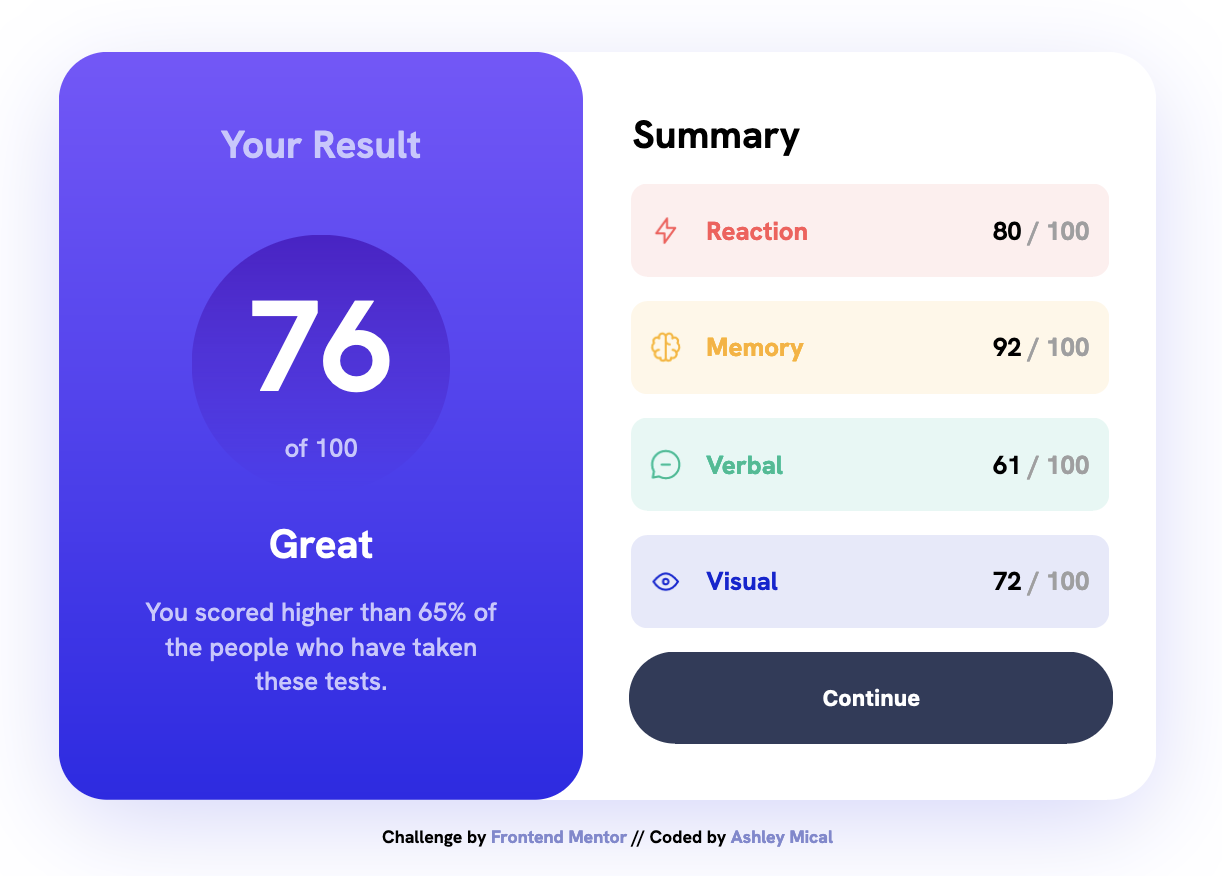 Your Result
76
of 100
Great
You scored higher than 65% of
the people who have taken
these tests.
Summary
Reaction 80 / 100
Memory 92 / 100
Verbal 61 / 100
Visual 72 / 100
Continue
Challenge by Frontend Mentor // Coded by Ashley Mical